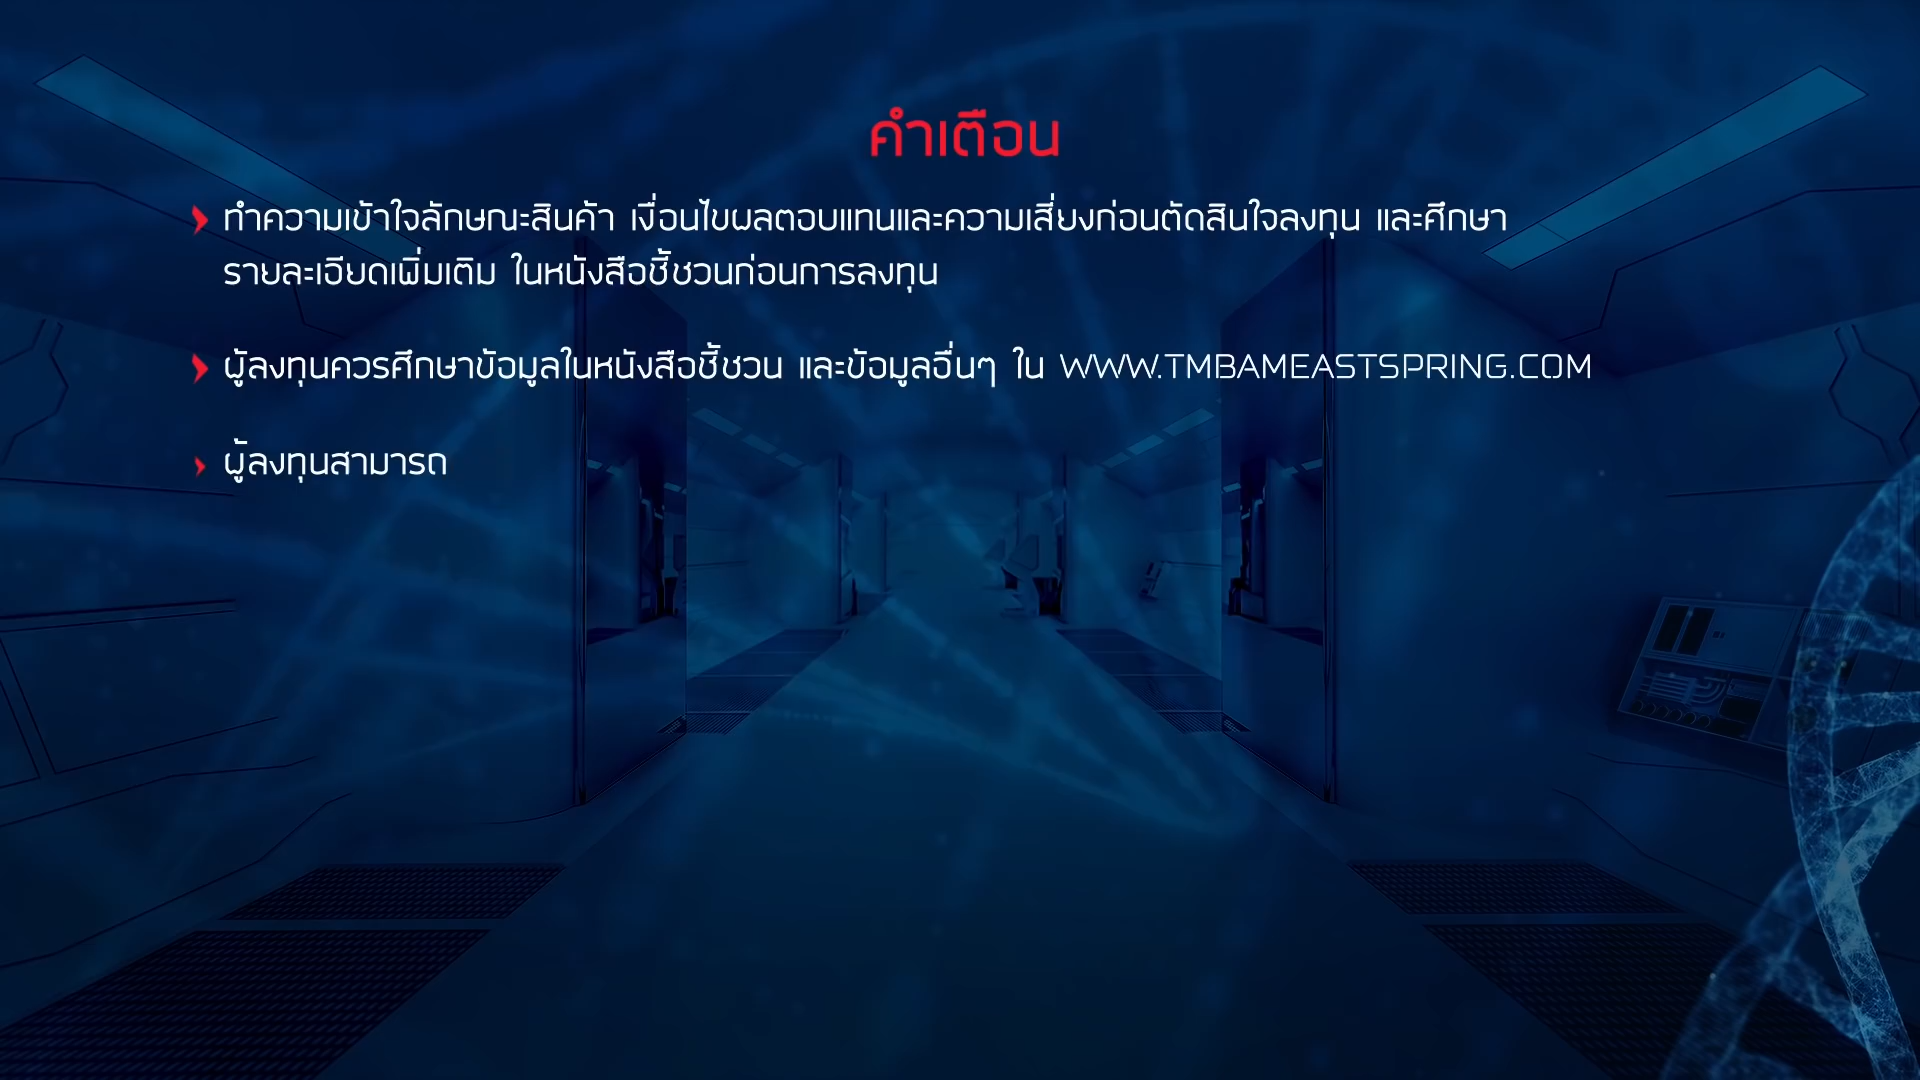 คำเตือน
ทำความเข้าใจลักษณะสินค้า เงื่อนไขผลตอบแทนและความเสี่ยงก่อนตัดสินใจลงทุน และศึกษา
รายละเอียดเพิ่มเติม ในหนังสือชี้ชวนก่อนการลงทุน
ผู้ลงทุนควรศึกษาข้อมูลในหนังสือชี้ชวน และข้อมูลอื่นๆ ใน WWW.TMBAMEASTSPRING.COM
ผู้ลงทุนสามารถ